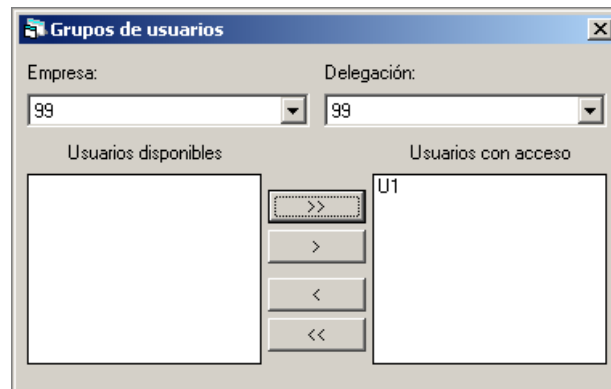 Grupos de usuarios
Empresa:
Delegación:
99
99
Usuarios disponibles
Usuarios con acceso
U1
>>
>
<
<<